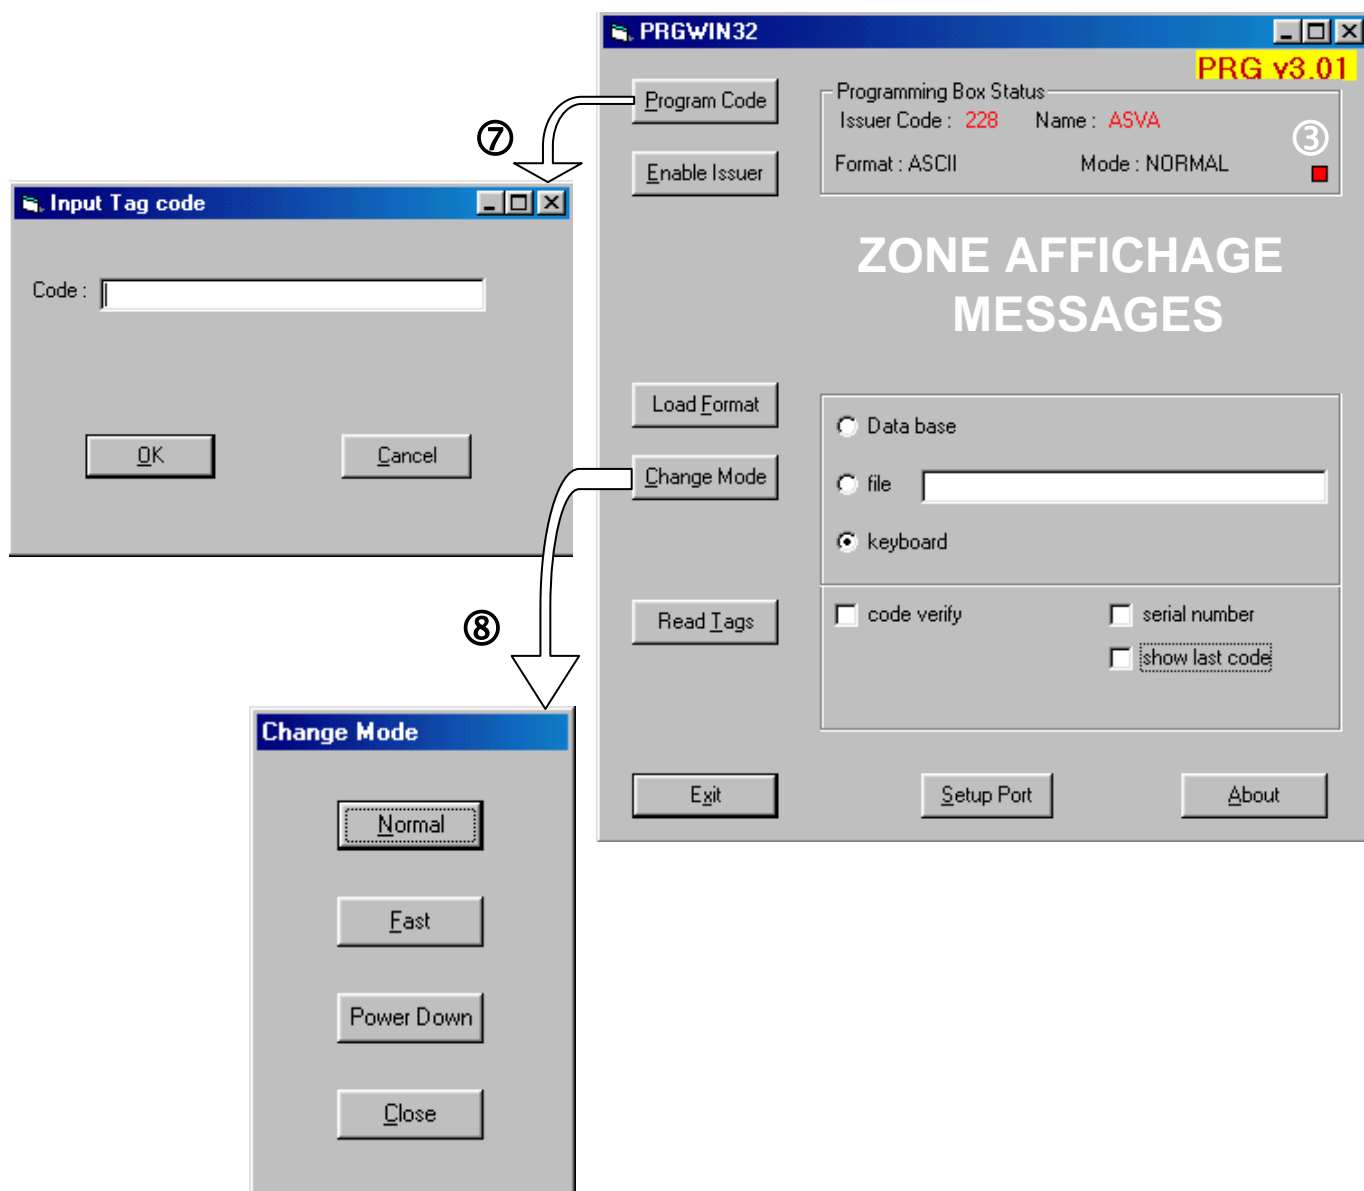 PRGWIN32
PRG v3.01
Program Code
Programming Box Status
Issuer Code : 228 Name : ASVA
③
⑦
Enable Issuer
Format : ASCII Mode : NORMAL
Input Tag code
Code :
OK Cancel
ZONE AFFICHAGE
MESSAGES
Load Format
Data base
Change Mode
file
keyboard
⑧
Read Tags
code verify serial number
show last code
Exit Setup Port About
Change Mode
Normal
Fast
Power Down
Close